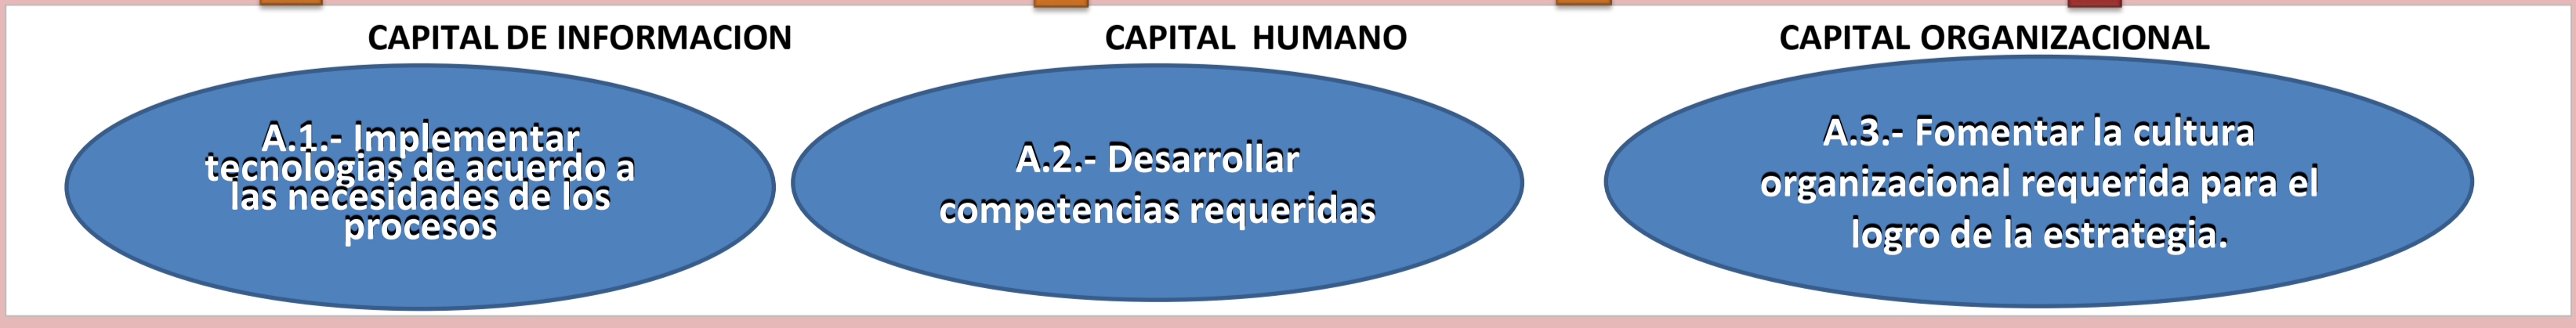 CAPITAL DE INFORMACION
CAPITAL HUMANO
CAPITAL ORGANIZACIONAL
A.1.- Implementar
tecnologias de acuerdo a
las necesidades de los
procesos
A.2.- Desarrollar
competencias requeridas
A.3.- Fomentar la cultura
organizacional requerida para el
logro de la estrategia.